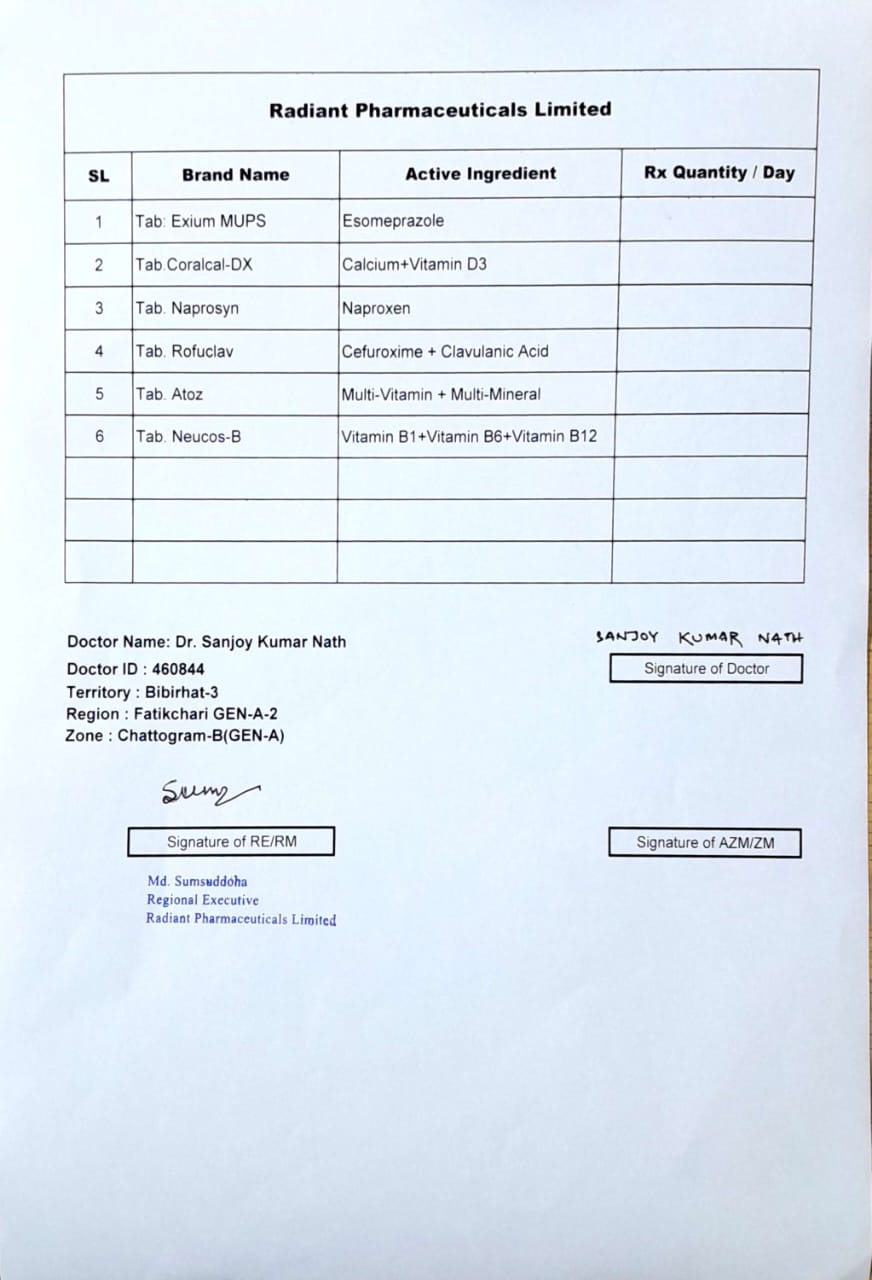 Radiant Pharmaceuticals Limited
SL Brand Name Active Ingredient Rx Quantity / Day
1 Tab: Exium MUPS Esomeprazole
2 Tab.Coralcal-DX Calcium+Vitamin D3
3 Tab. Naprosyn Naproxen
4 Tab. Rofuclav Cefuroxime + Clavulanic Acid
5 Tab. Atoz Multi-Vitamin + Multi-Mineral
6 Tab. Neucos-B Vitamin B1+Vitamin B6+Vitamin B12
SANJOY KUMAR NATH
Doctor Name: Dr. Sanjoy Kumar Nath
Signature of Doctor
Doctor ID : 460844
Territory : Bibirhat-3
Region : Fatikchari GEN-A-2
Zone : Chattogram-B(GEN-A)
Signature of RE/RM
Signature of AZM/ZM
Md. Sumsuddoha
Regional Executive
Radiant Pharmaceuticals Limited